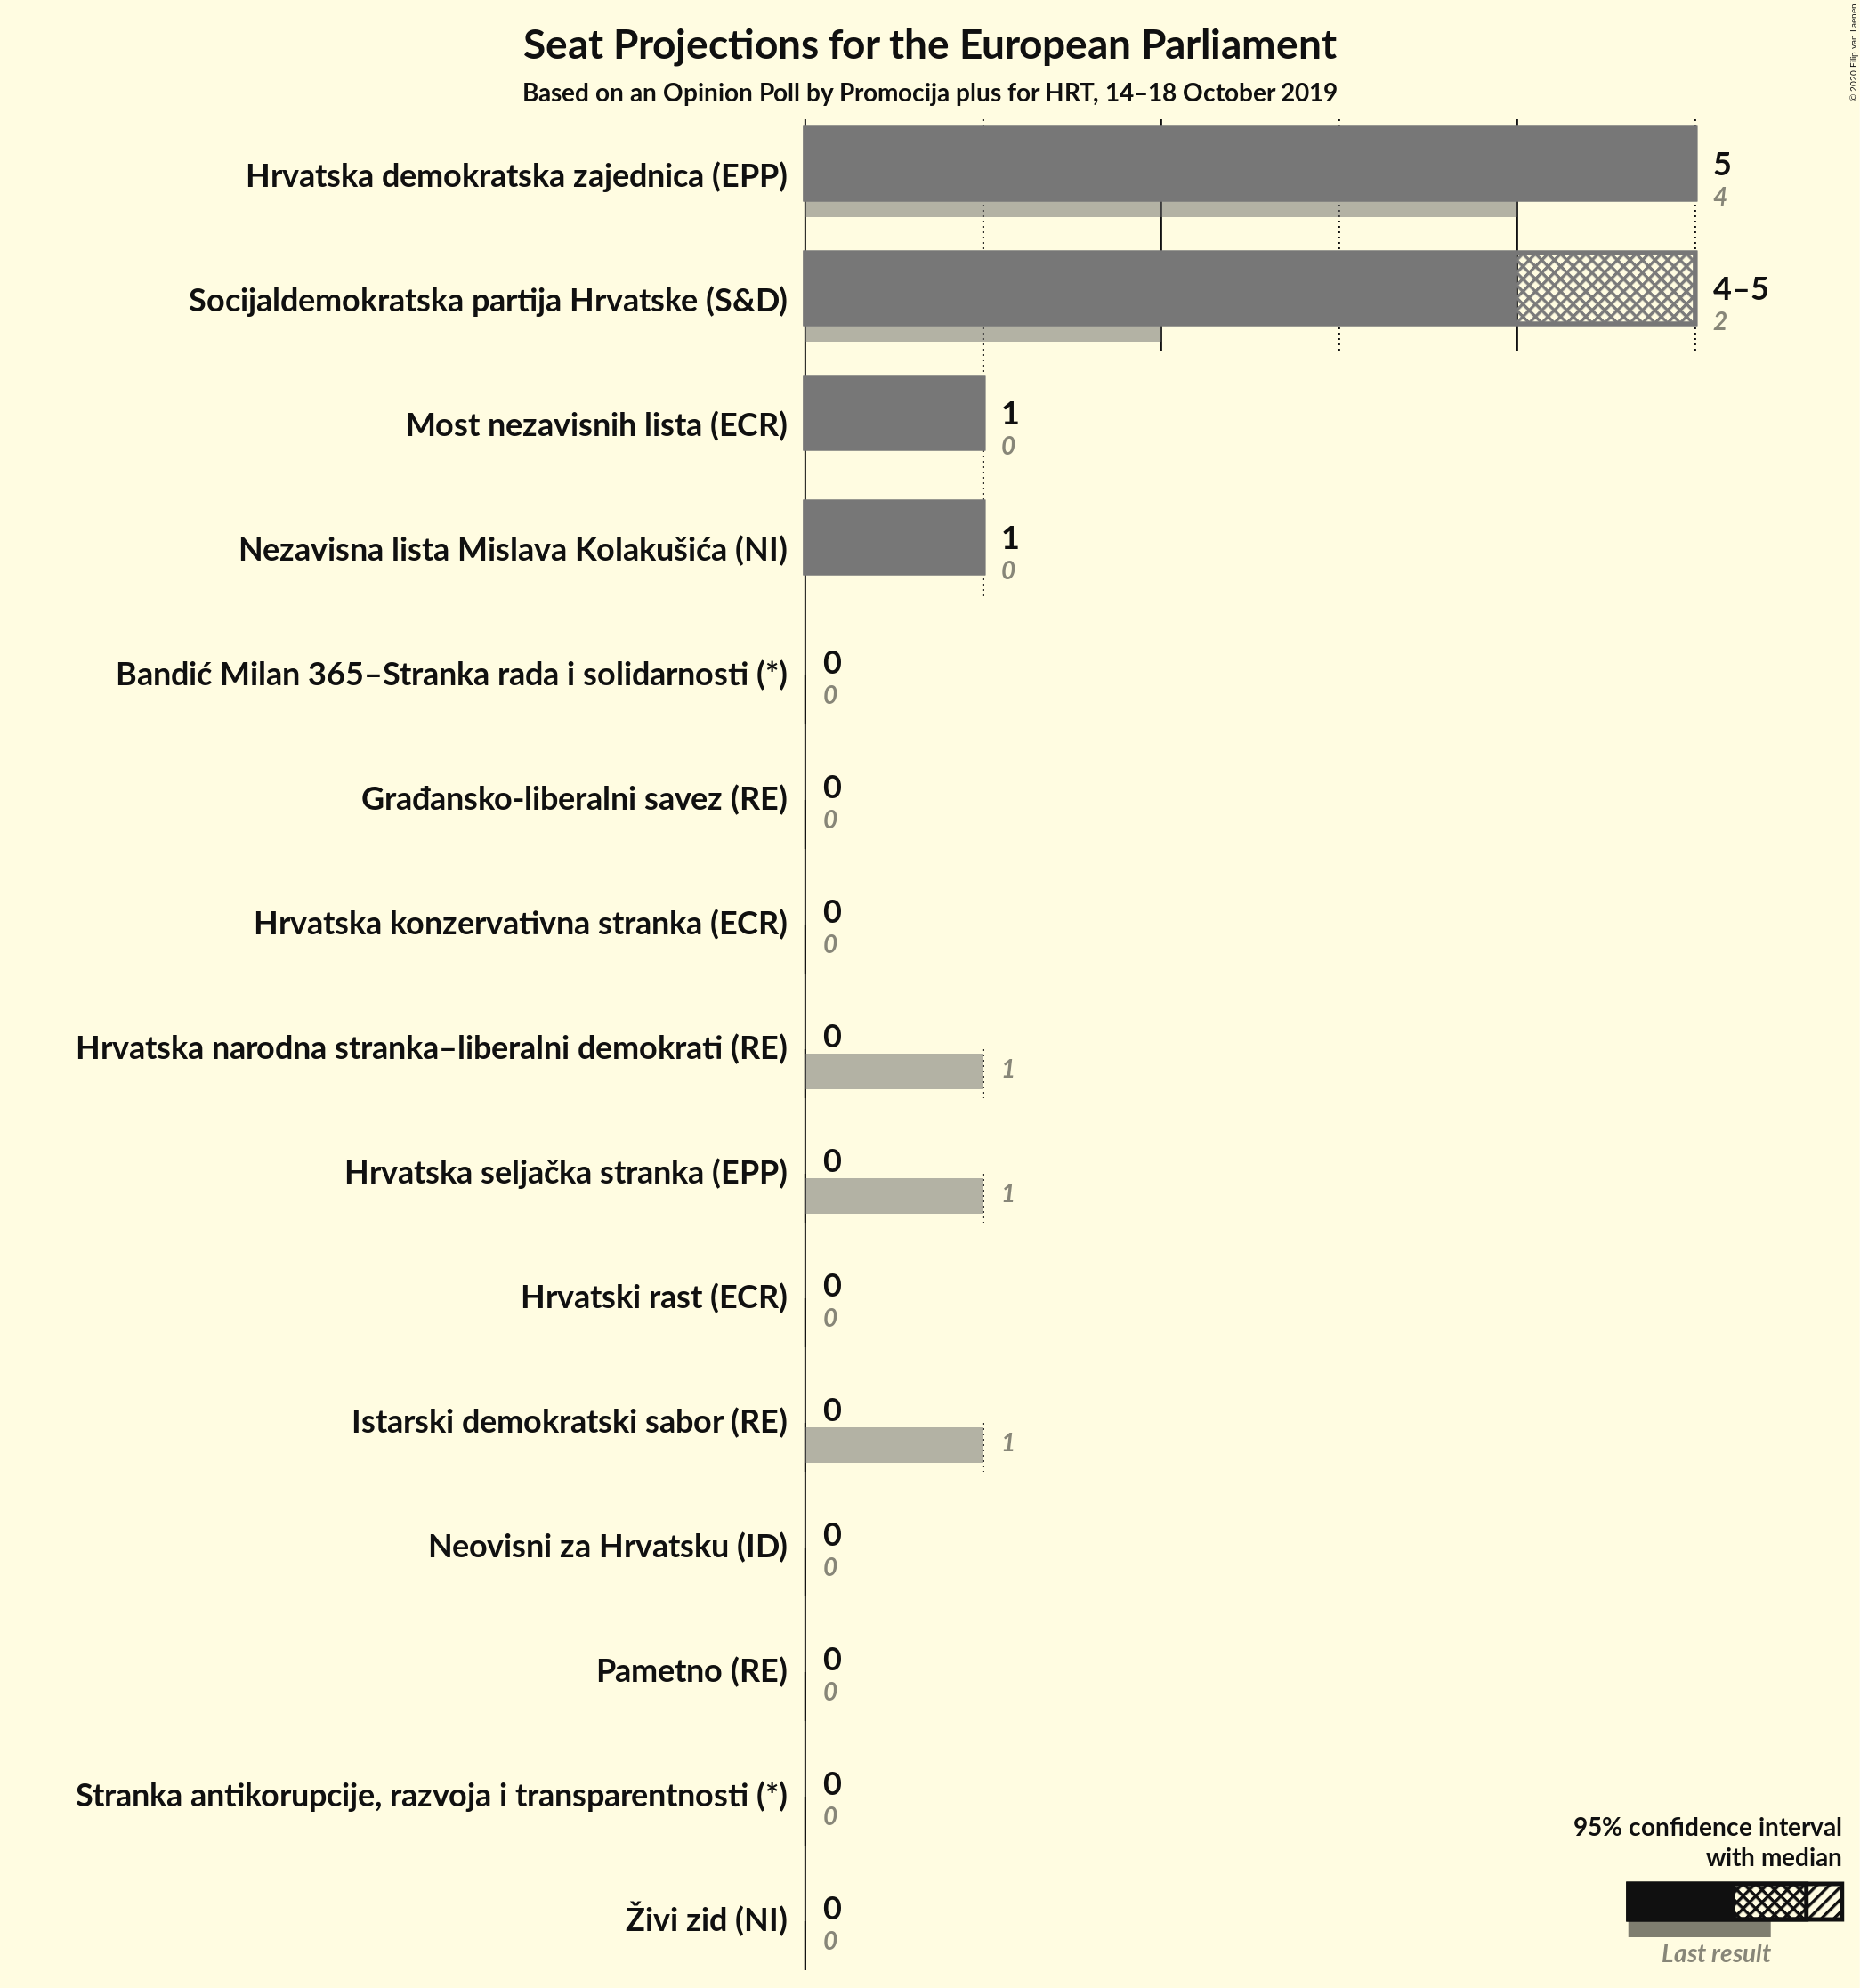 Seat Projections for the European Parliament
Based on an Opinion Poll by Promocija plus for HRT, 14–18 October 2019
© 2020 Filip van Laenen
Hrvatska demokratska zajednica (EPP)
5
4
Socijaldemokratska partija Hrvatske (S&D)
4–5
2
Most nezavisnih lista (ECR)
1
0
Nezavisna lista Mislava Kolakušića (NI)
1
0
Bandić Milan 365–Stranka rada i solidarnosti (*)
0
0
Građansko-liberalni savez (RE)
0
0
Hrvatska konzervativna stranka (ECR)
0
0
Hrvatska narodna stranka–liberalni demokrati (RE)
0
1
Hrvatska seljačka stranka (EPP)
0
1
Hrvatski rast (ECR)
0
0
Istarski demokratski sabor (RE)
0
1
Neovisni za Hrvatsku (ID)
0
0
Pametno (RE)
0
0
Stranka antikorupcije, razvoja i transparentnosti (*)
0
0
Živi zid (NI)
0
0
95% confidence interval
with median
Last result